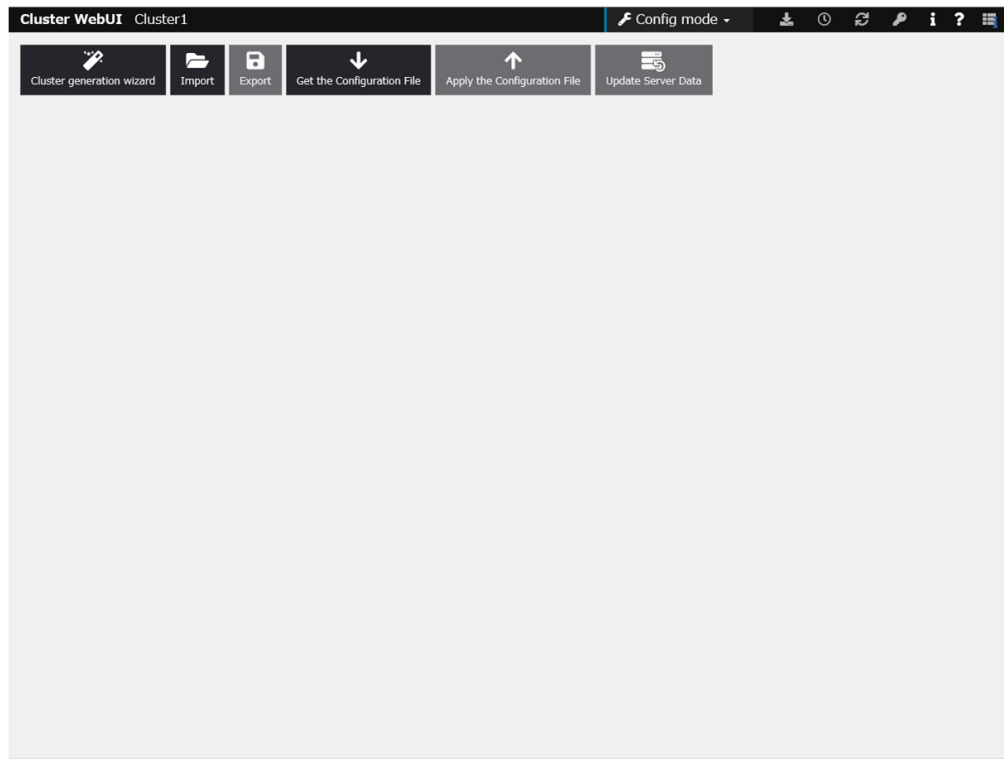 Cluster WebUI Cluster1 Config mode i ?
Cluster generation wizard Import Export Get the Configuration File Apply the Configuration File Update Server Data